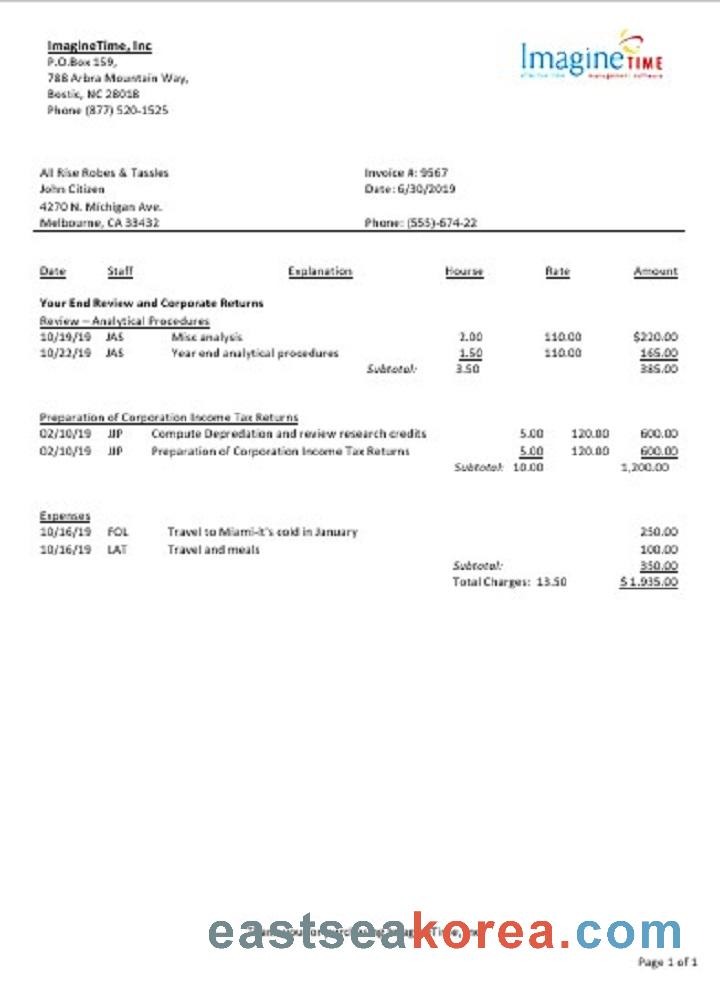 ImagineTime, Inc
P.O.Box 159,
788 Arbra Mountain Way,
Bostic, NC 28018
Phone (877) 520-1525
ImagineTIME
management software
All Rise Robes & Tassles
Invoice #: 9567
John Citizen
Date: 6/30/2019
4270 N. Michigan Ave.
Melbourne, CA 33432
Phone: (555)-674-22
Date Staff Explanation Hourse Rate Amount
Your End Review and Corporate Returns
Review – Analytical Procedures
10/19/19 JAS Misc analysis 2.00 110.00 $220.00
10/22/19 JAS Year end analytical procedures 1.50 110.00 165.00
Subtotal: 3.50 385.00
Preparation of Corporation Income Tax Returns
02/10/19 JJP Compute Depredation and review research credits 5.00 120.00 600.00
02/10/19 JJP Preparation of Corporation Income Tax Returns 5.00 120.00 600.00
Subtotal: 10.00 1,200.00
Expenses
10/16/19 FOL Travel to Miami-it's cold in January 250.00
10/16/19 LAT Travel and meals 100.00
Subtotal: 350.00
Total Charges: 13.50 $1.935.00
eastseakorea.com
Page 1 of 1